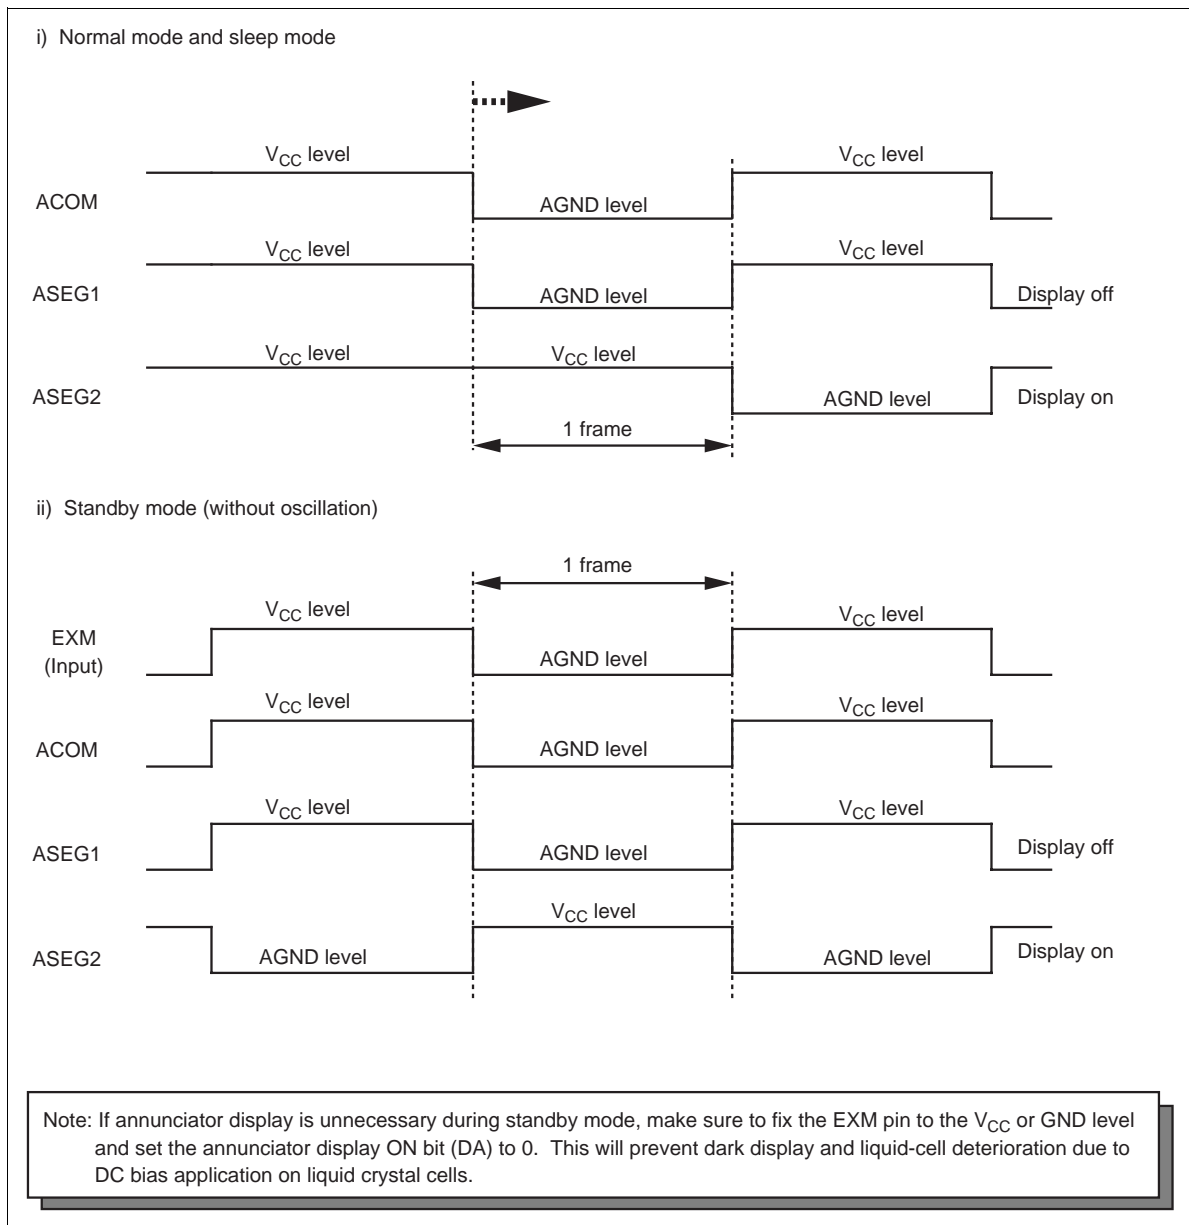 i) Normal mode and sleep mode
VCC level
VCC level
ACOM
AGND level
VCC level
VCC level
ASEG1
AGND level
Display off
VCC level
VCC level
ASEG2
AGND level
Display on
1 frame
ii) Standby mode (without oscillation)
1 frame
VCC level
VCC level
EXM
(Input)
AGND level
VCC level
VCC level
ACOM
AGND level
VCC level
VCC level
ASEG1
AGND level
Display off
VCC level
ASEG2
AGND level
AGND level
Display on
Note: If annunciator display is unnecessary during standby mode, make sure to fix the EXM pin to the VCC or GND level
and set the annunciator display ON bit (DA) to 0. This will prevent dark display and liquid-cell deterioration due to
DC bias application on liquid crystal cells.